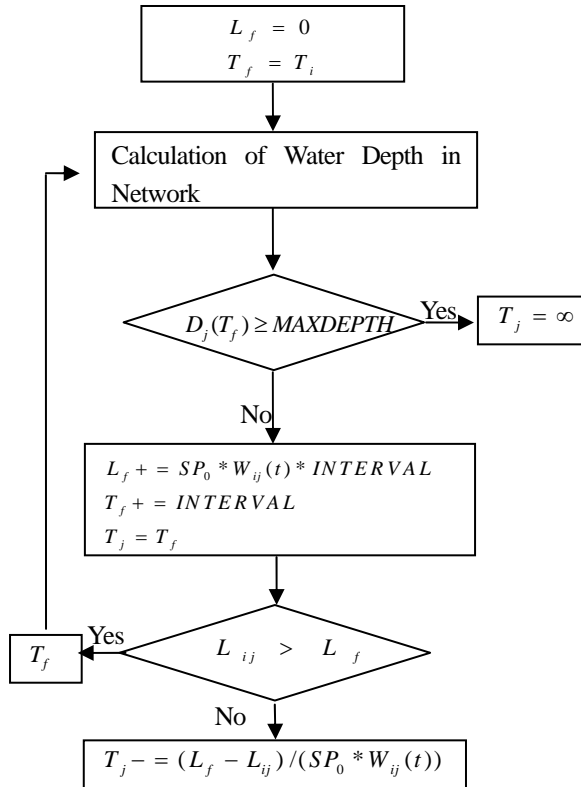 L_f = 0
T_f = T_i
Calculation of Water Depth in
Network
D_j(T_f) ≥ MAXDEPTH
Yes
T_j = ∞
No
L_f + = SP_0 * W_ij(t) * INTERVAL
T_f + = INTERVAL
T_j = T_f
L_ij > L_f
Yes
T_f
No
T_j - = (L_f - L_ij) / (SP_0 * W_ij(t))